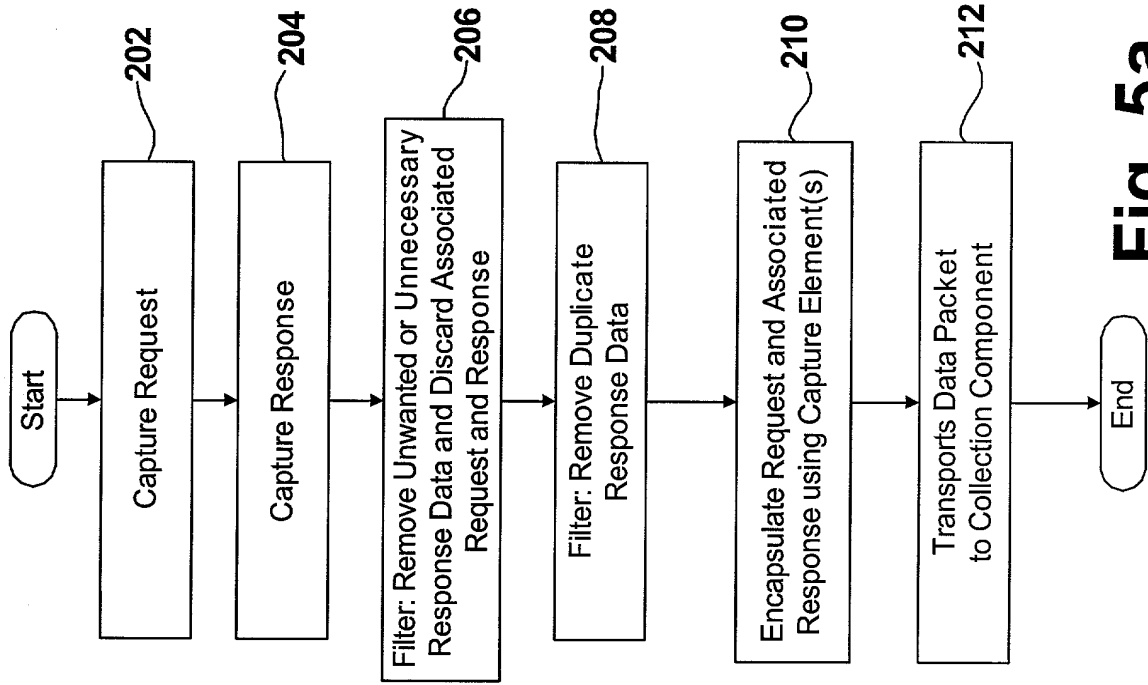 Start
Capture Request
202
Capture Response
204
Filter: Remove Unwanted or Unnecessary
Response Data and Discard Associated
Request and Response
206
Filter: Remove Duplicate
Response Data
208
Encapsulate Request and Associated
Response using Capture Element(s)
210
Transports Data Packet
to Collection Component
212
End
Fig. 5a